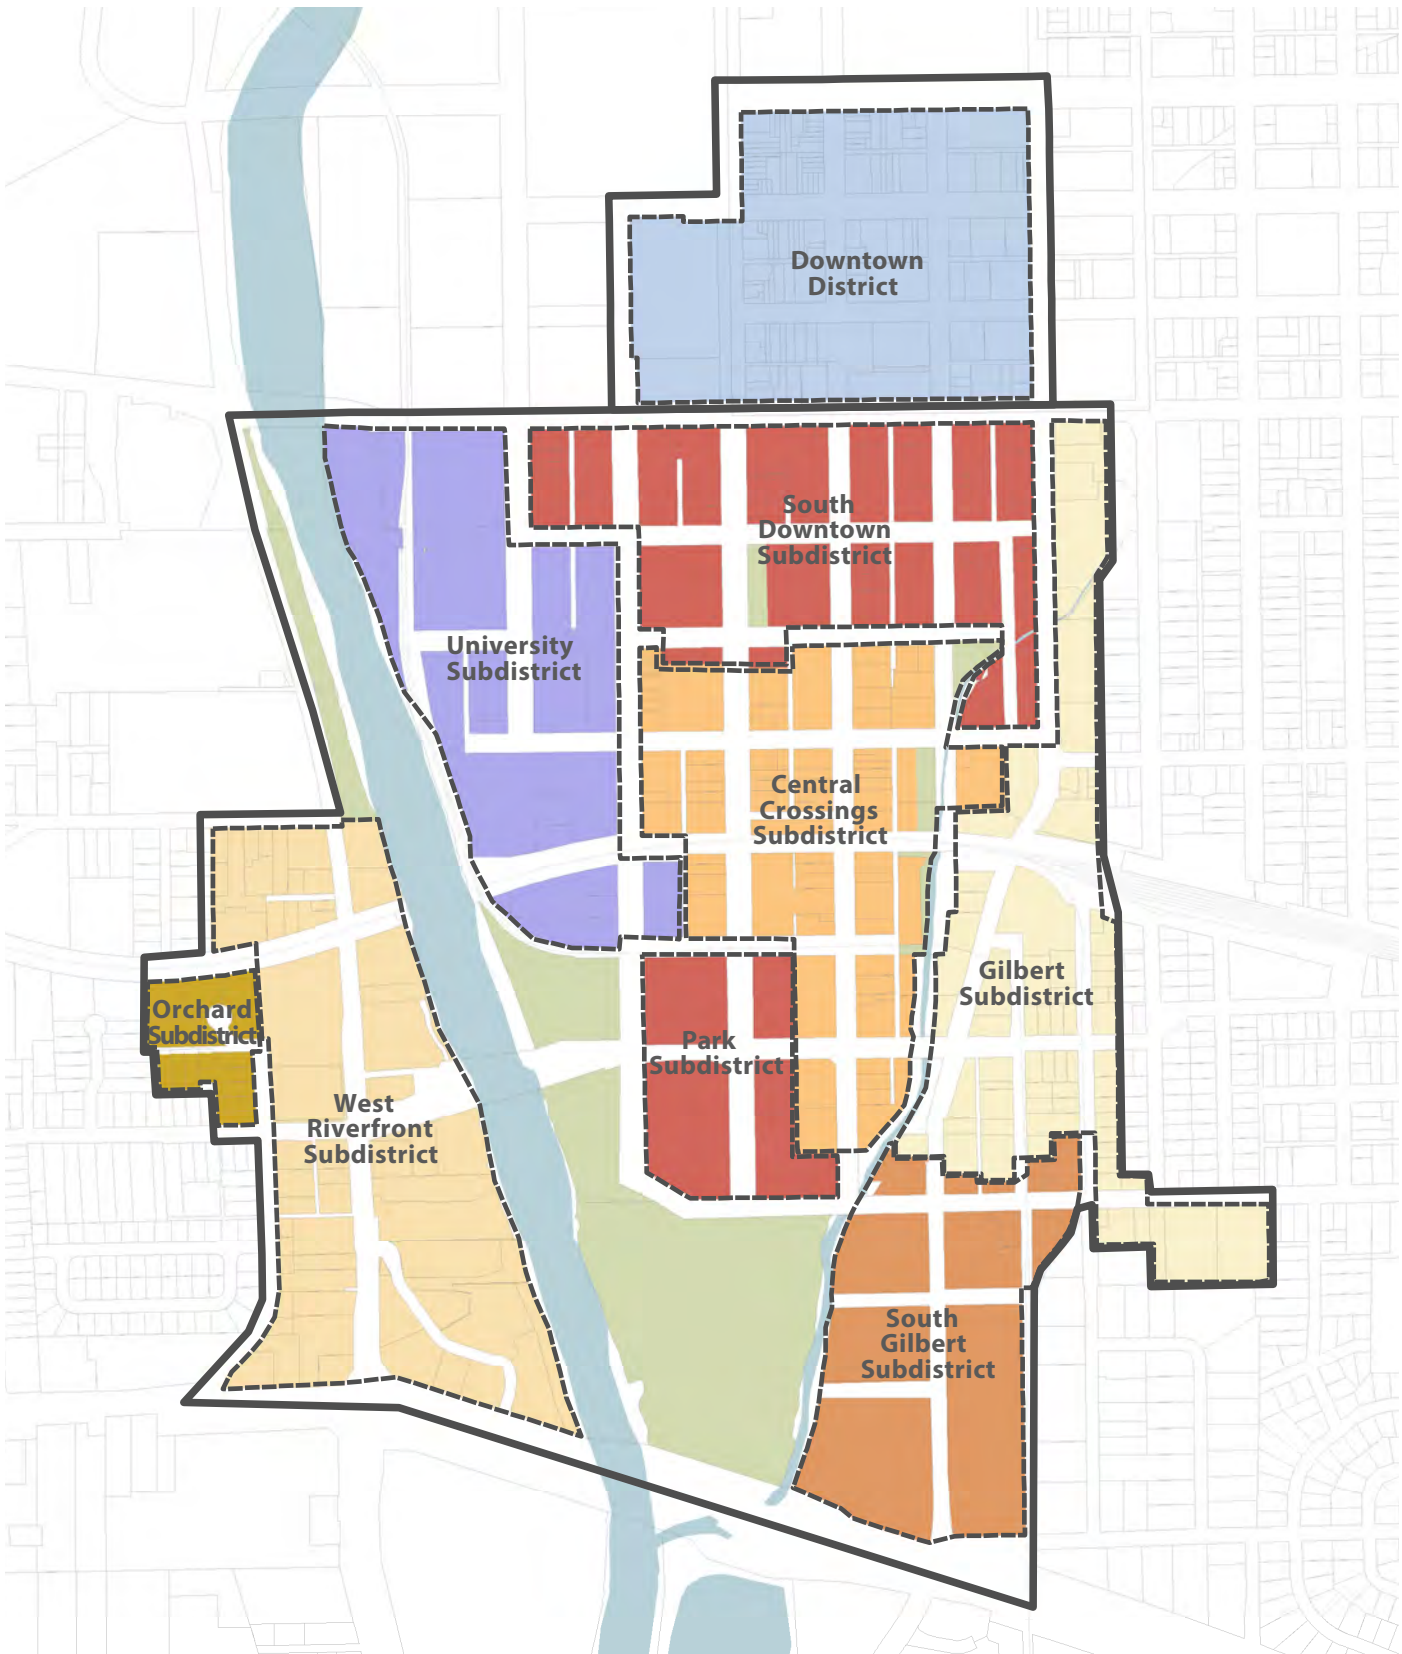 Downtown
District
South
Downtown
Subdistrict
University
Subdistrict
Central
Crossings
Subdistrict
Gilbert
Subdistrict
Orchard
Subdistrict
Park
Subdistrict
West
Riverfront
Subdistrict
South
Gilbert
Subdistrict